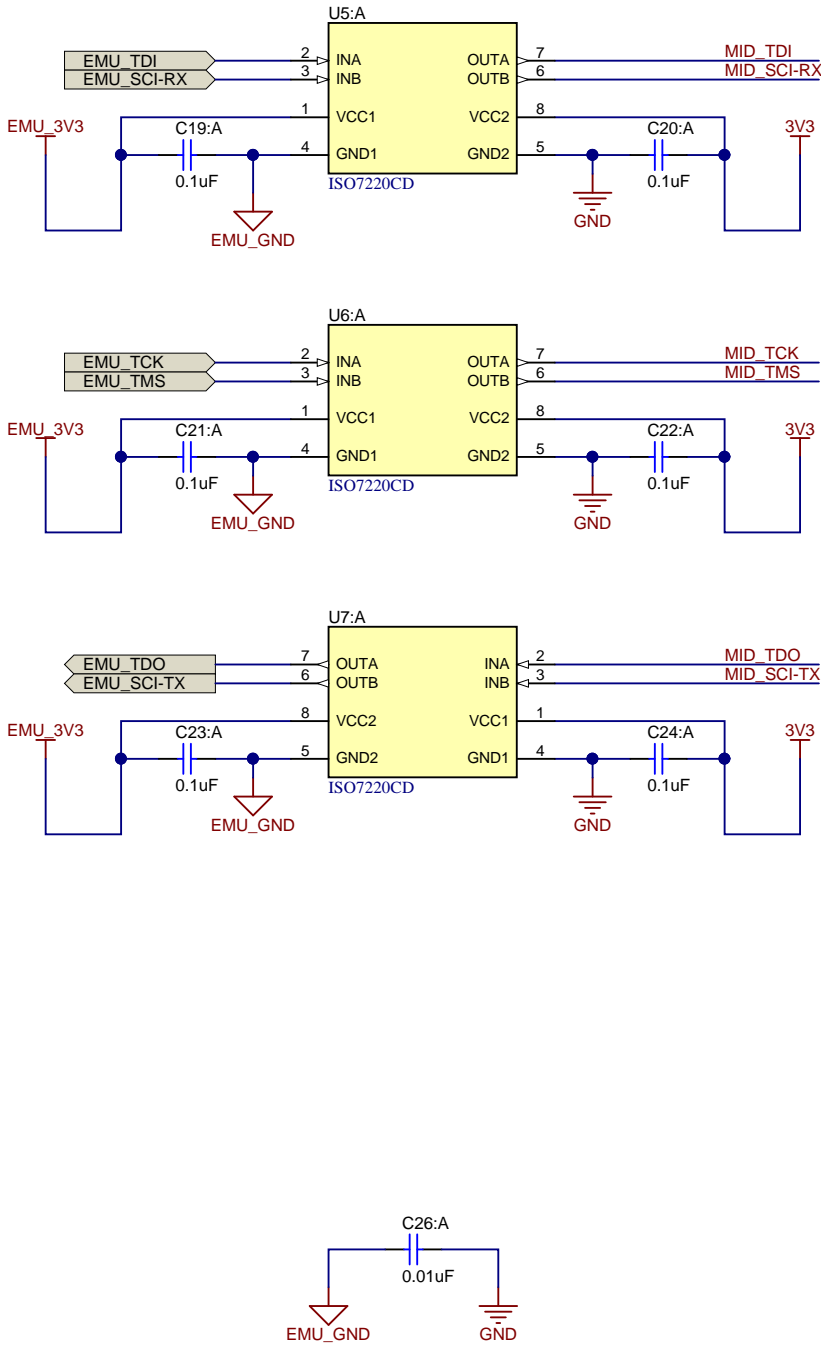 U5:A
EMU_TDI 2 INA OUTA 7 MID_TDI
EMU_SCI-RX 3 INB OUTB 6 MID_SCI-RX
1 VCC1 VCC2 8
EMU_3V3 C19:A C20:A 3V3
4 GND1 GND2 5
0.1uF ISO7220CD 0.1uF
GND
EMU_GND
U6:A
EMU_TCK 2 INA OUTA 7 MID_TCK
EMU_TMS 3 INB OUTB 6 MID_TMS
1 VCC1 VCC2 8
EMU_3V3 C21:A C22:A 3V3
4 GND1 GND2 5
0.1uF ISO7220CD 0.1uF
EMU_GND GND
U7:A
EMU_TDO 7 OUTA INA 2 MID_TDO
EMU_SCI-TX 6 OUTB INB 3 MID_SCI-TX
8 VCC2 VCC1 1
EMU_3V3 C23:A C24:A 3V3
5 GND2 GND1 4
0.1uF ISO7220CD 0.1uF
EMU_GND GND
C26:A
0.01uF
EMU_GND GND